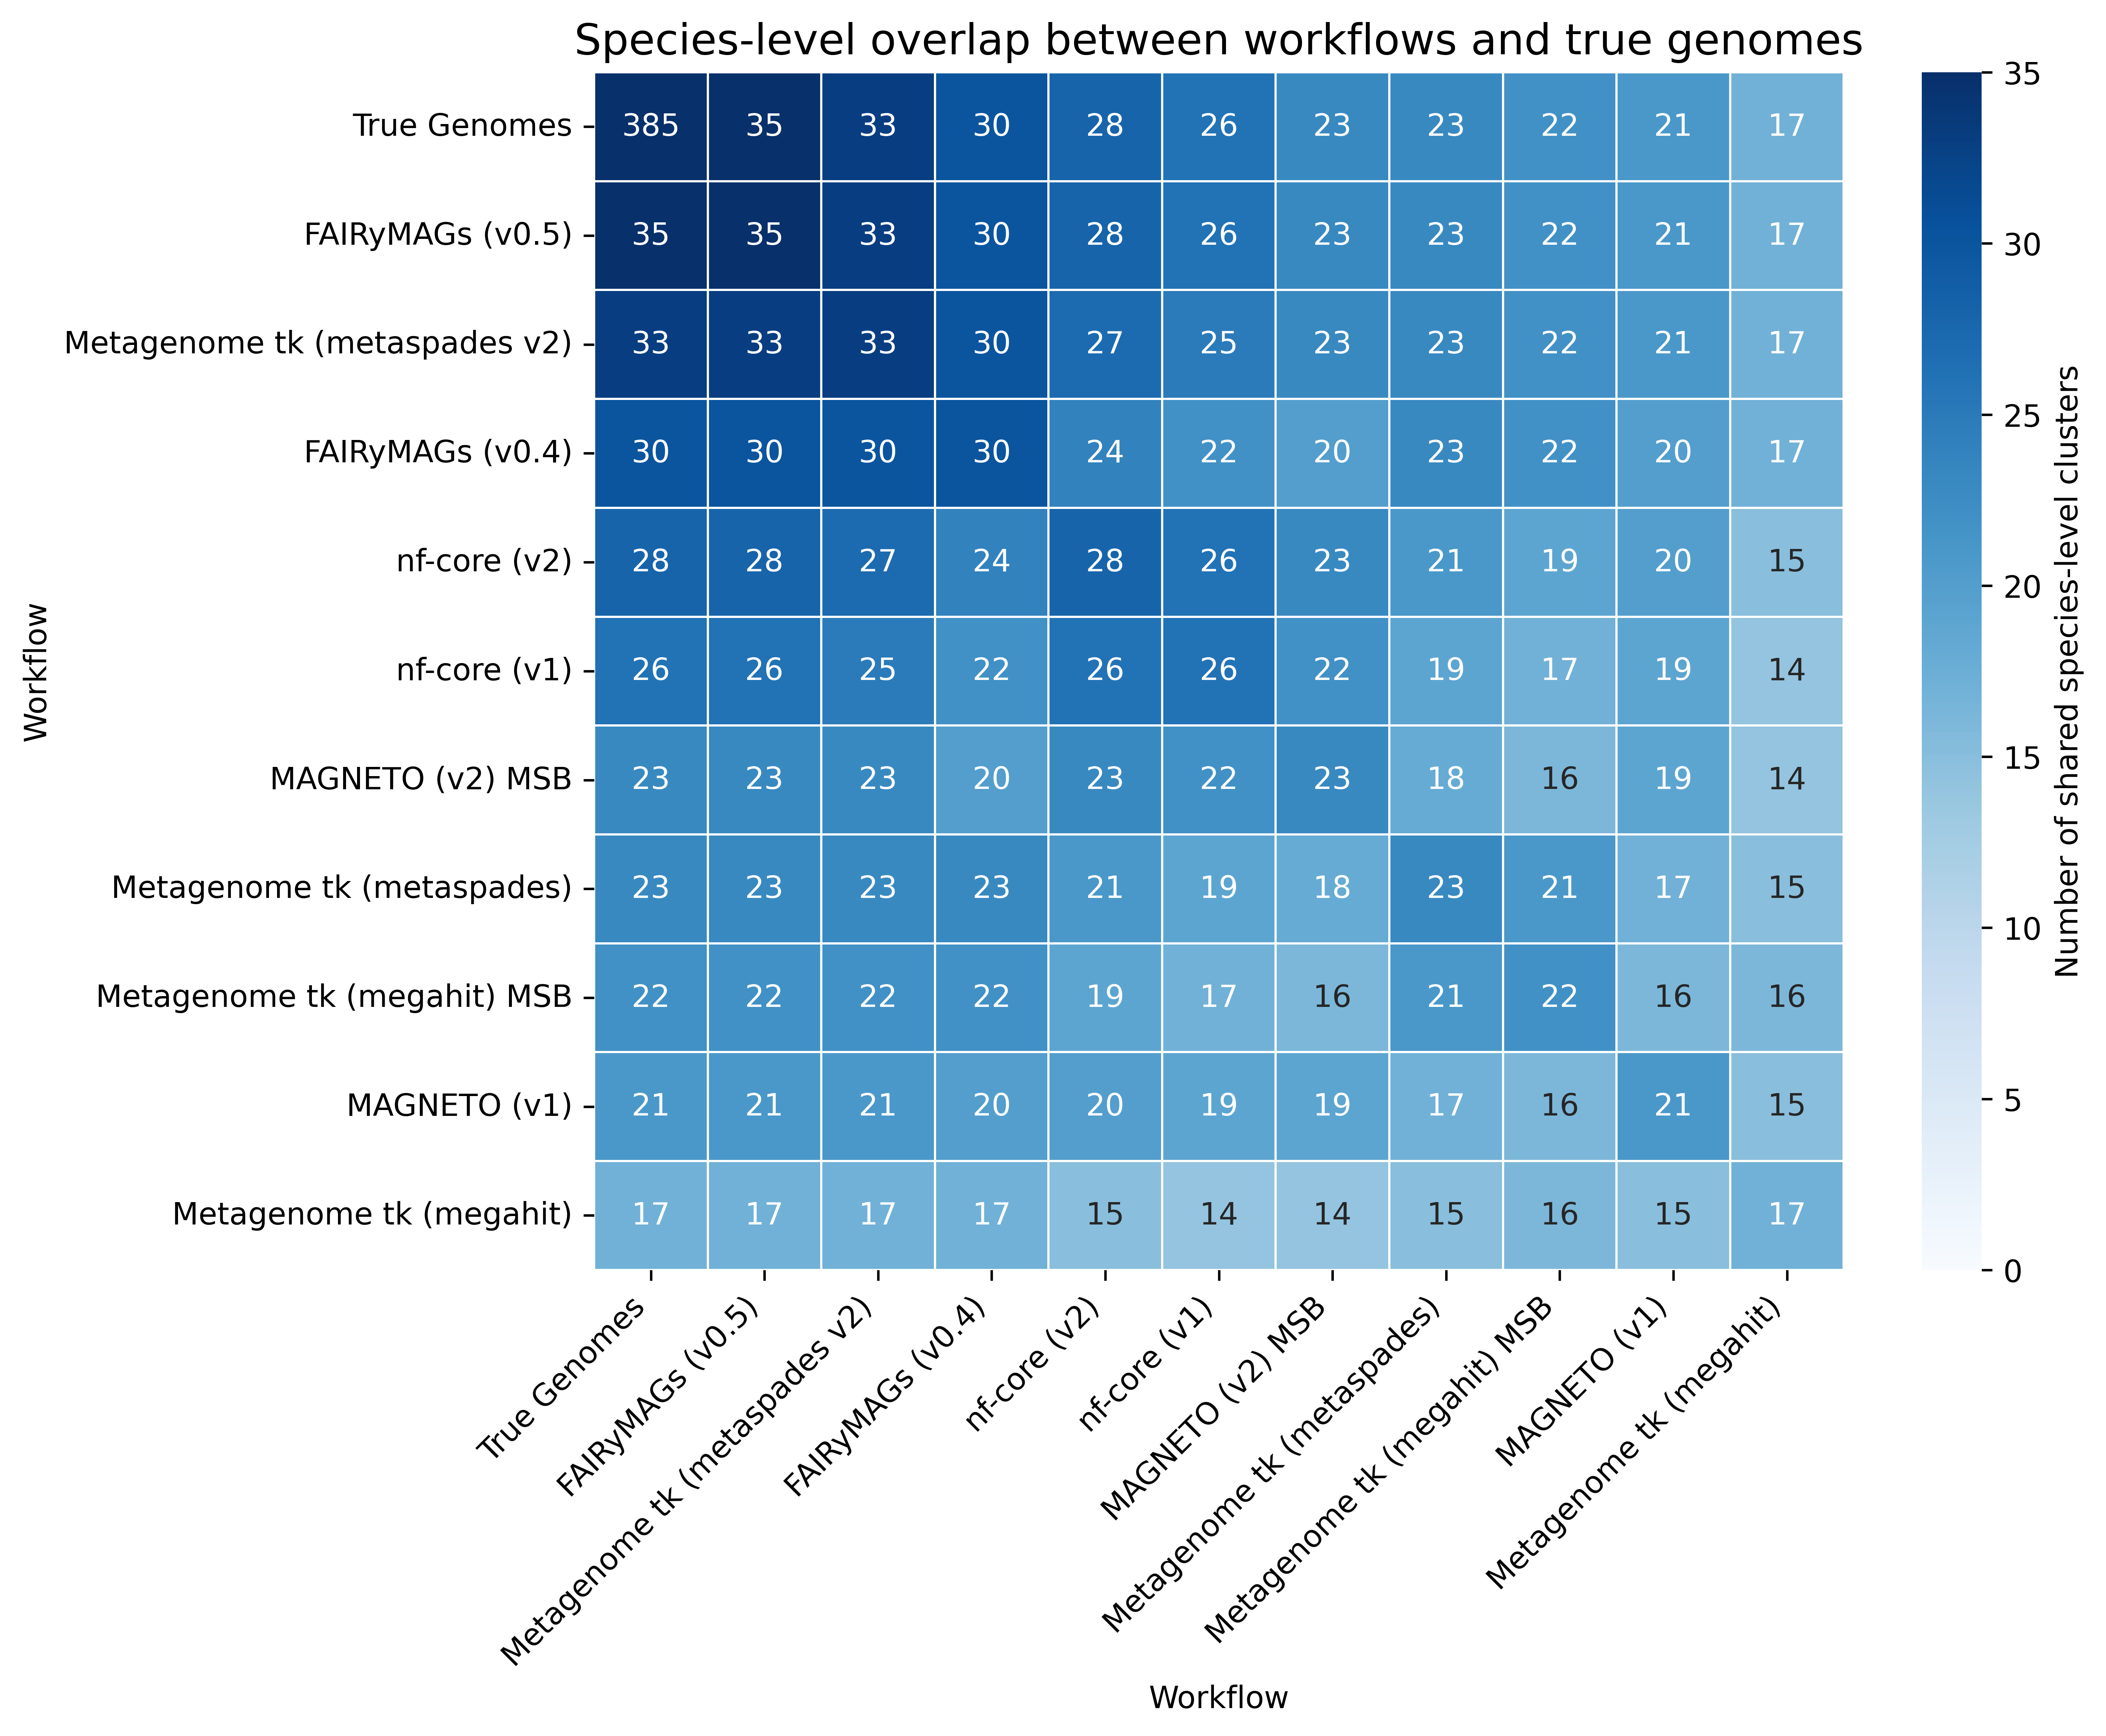 Species-level overlap between workflows and true genomes
True Genomes 385 35 33 30 28 26 23 23 22 21 17
FAIRyMAGs (v0.5) 35 35 33 30 28 26 23 23 22 21 17
Metagenome tk (metaspades v2) 33 33 33 30 27 25 23 23 22 21 17
FAIRyMAGs (v0.4) 30 30 30 30 24 22 20 23 22 20 17
nf-core (v2) 28 28 27 24 28 26 23 21 19 20 15
nf-core (v1) 26 26 25 22 26 26 22 19 17 19 14
MAGNETO (v2) MSB 23 23 23 20 23 22 23 18 16 19 14
Metagenome tk (metaspades) 23 23 23 23 21 19 18 23 21 17 15
Metagenome tk (megahit) MSB 22 22 22 22 19 17 16 21 22 16 16
MAGNETO (v1) 21 21 21 20 20 19 19 17 16 21 15
Metagenome tk (megahit) 17 17 17 17 15 14 14 15 16 15 17
Workflow
True Genomes
FAIRyMAGs (v0.5)
Metagenome tk (metaspades v2)
FAIRyMAGs (v0.4)
nf-core (v2)
nf-core (v1)
MAGNETO (v2) MSB
Metagenome tk (metaspades)
Metagenome tk (megahit) MSB
MAGNETO (v1)
Metagenome tk (megahit)
Workflow
35
30
25
20
15
10
5
0
Number of shared species-level clusters